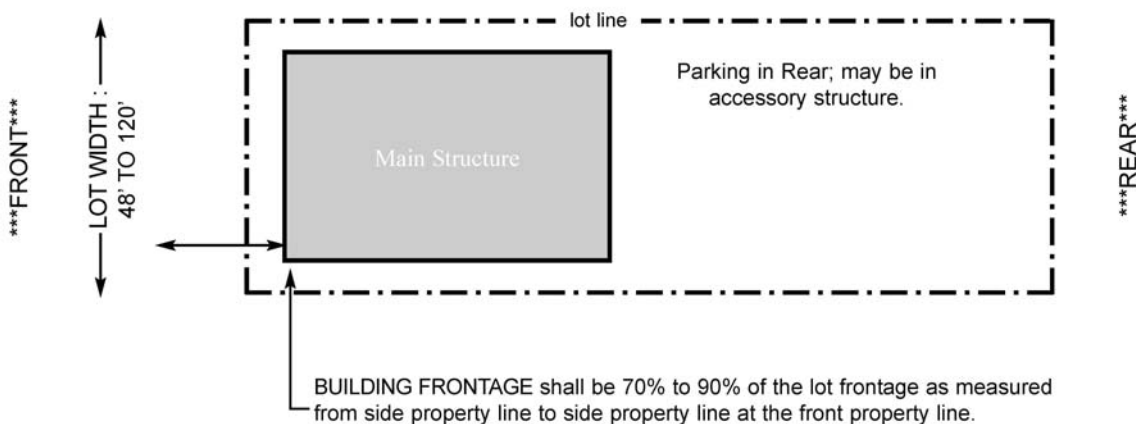 lot line
***FRONT***
LOT WIDTH :
48' TO 120'
Main Structure
Parking in Rear; may be in
accessory structure.
***REAR***
BUILDING FRONTAGE shall be 70% to 90% of the lot frontage as measured
from side property line to side property line at the front property line.